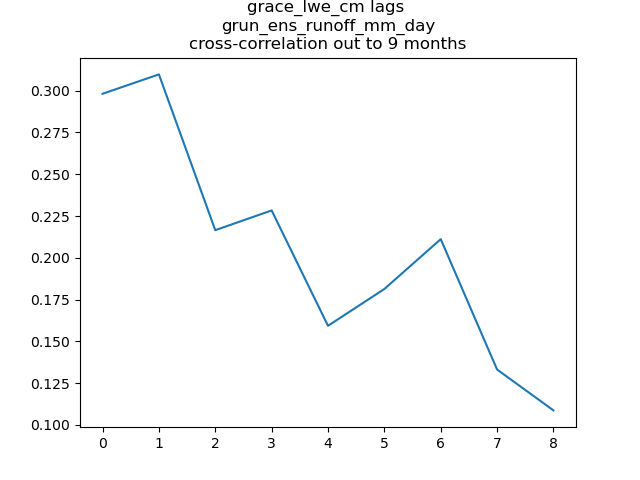 grace_lwe_cm lags
grun_ens_runoff_mm_day
cross-correlation out to 9 months
0.300
0.275
0.250
0.225
0.200
0.175
0.150
0.125
0.100
0 1 2 3 4 5 6 7 8